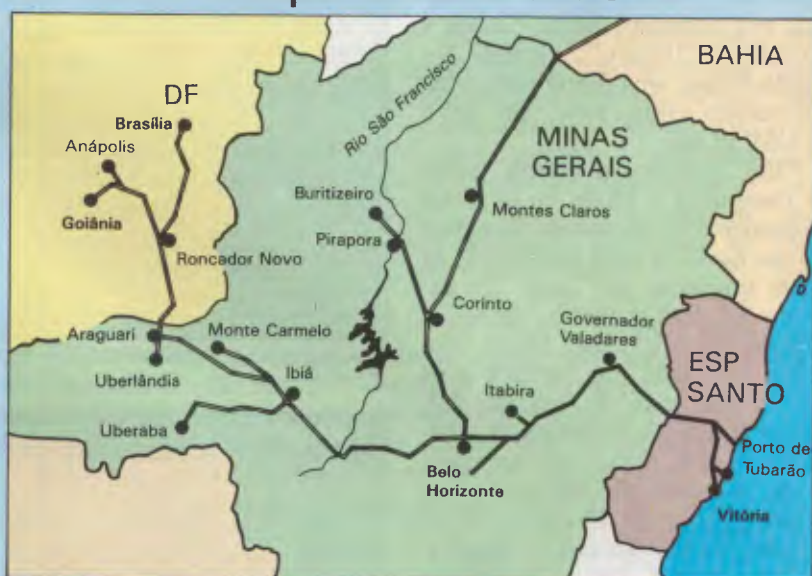 BAHIA
DF
Brasília
Rio São Francisco
Anápolis
MINAS
GERAIS
Buritizeiro
Goiânia
Montes Claros
Pirapora
Roncador Novo
Corinto
Governador
Valadares
Araguari
Monte Carmelo
ESP
SANTO
Ibiá
Uberlândia
Itabira
Uberaba
Porto de
Tubarão
Belo
Horizonte
Vitória